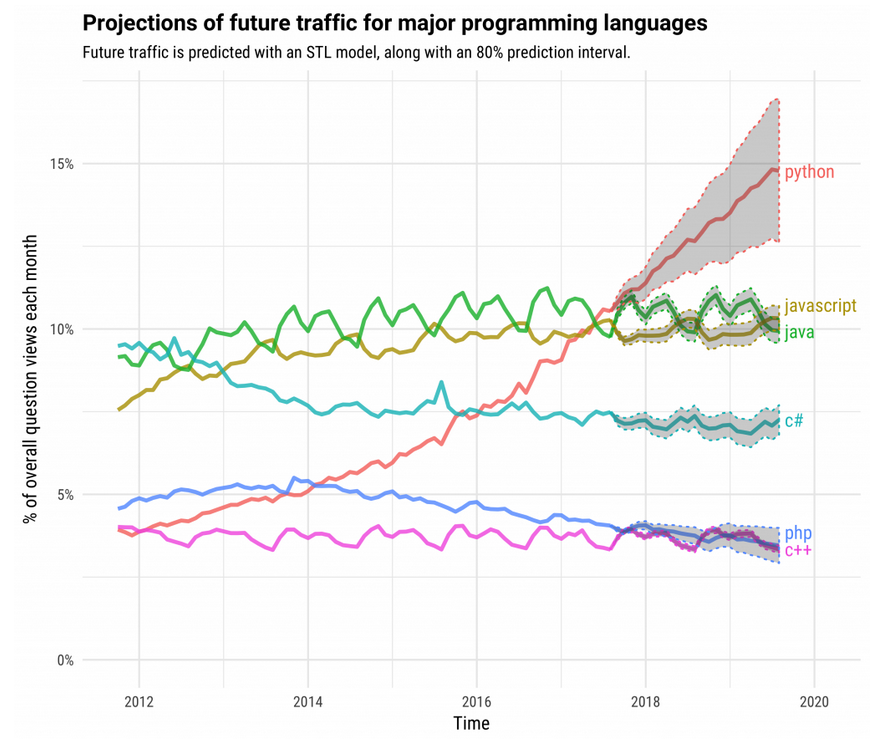 Projections of future traffic for major programming languages
Future traffic is predicted with an STL model, along with an 80% prediction interval.
% of overall question views each month
15%
10%
5%
0%
python
javascript
java
c#
php
c++
2012
2014
2016
2018
2020
Time